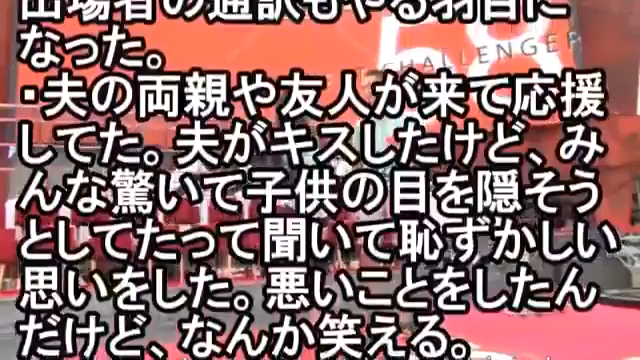 出場者の通訳もやる羽目に
なった。
・夫の両親や友人が来て応援
してた。夫がキスしたけど、み
んな驚いて子供の目を隠そう
としてたって聞いて恥ずかしい
思いをした。悪いことをしたん
だけど、なんか笑える。
58
CHALLENGER